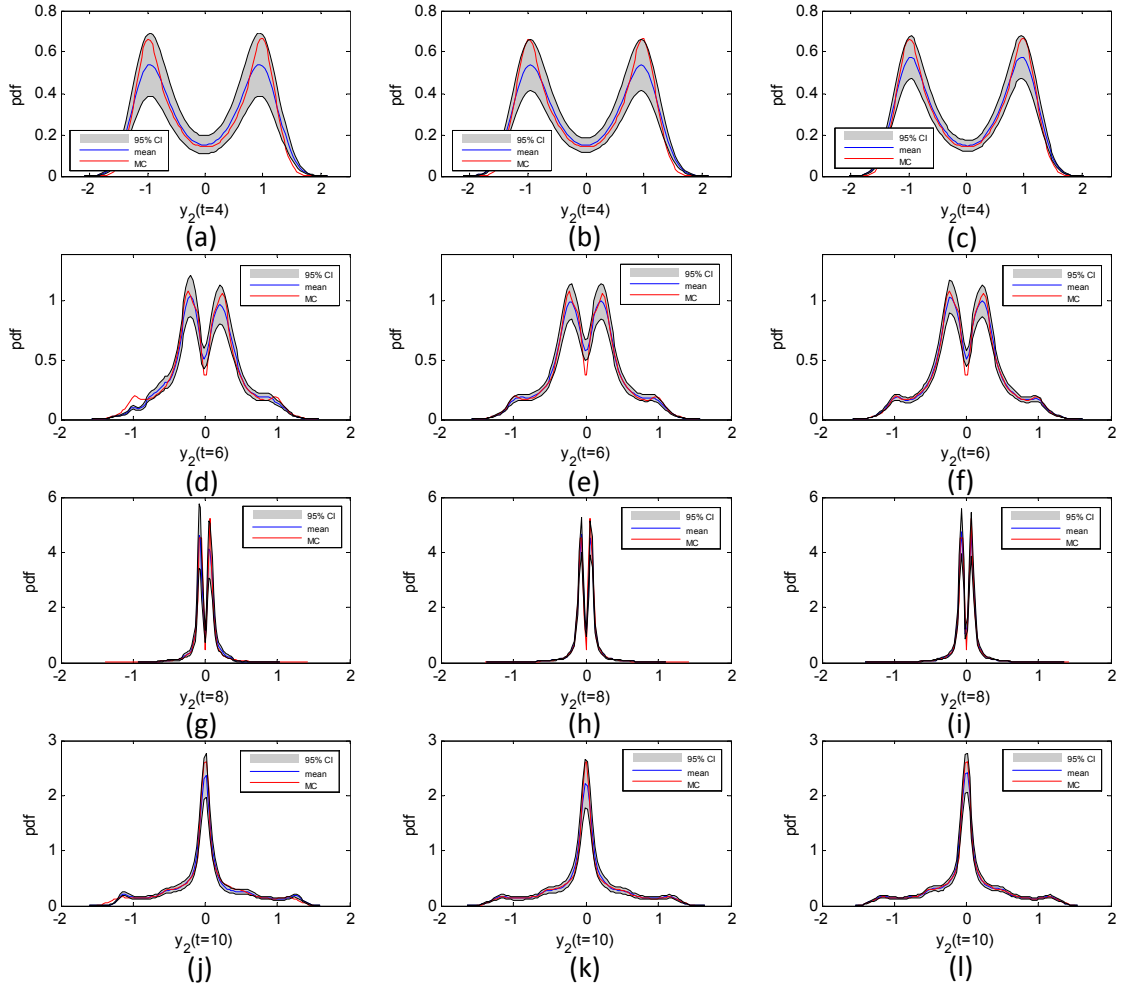 0.8
0.6
0.4
0.2
0
pdf
95% CI
mean
MC
-2 -1 0 1 2
y2(t=4)
(a)
0.8
0.6
0.4
0.2
0
pdf
95% CI
mean
MC
-2 -1 0 1 2
y2(t=4)
(b)
0.8
0.6
0.4
0.2
0
pdf
95% CI
mean
MC
-2 -1 0 1 2
y2(t=4)
(c)
1
0.5
0
pdf
95% CI
mean
MC
-2 -1 0 1 2
y2(t=6)
(d)
1
0.5
0
pdf
95% CI
mean
MC
-2 -1 0 1 2
y2(t=6)
(e)
1
0.5
0
pdf
95% CI
mean
MC
-2 -1 0 1 2
y2(t=6)
(f)
6
4
2
0
pdf
95% CI
mean
MC
-2 -1 0 1 2
y2(t=8)
(g)
6
4
2
0
pdf
95% CI
mean
MC
-2 -1 0 1 2
y2(t=8)
(h)
6
4
2
0
pdf
95% CI
mean
MC
-2 -1 0 1 2
y2(t=8)
(i)
3
2
1
0
pdf
95% CI
mean
MC
-2 -1 0 1 2
y2(t=10)
(j)
3
2
1
0
pdf
95% CI
mean
MC
-2 -1 0 1 2
y2(t=10)
(k)
3
2
1
0
pdf
95% CI
mean
MC
-2 -1 0 1 2
y2(t=10)
(l)